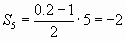 S₅ = (0.2 − 1)/2 · 5 = −2